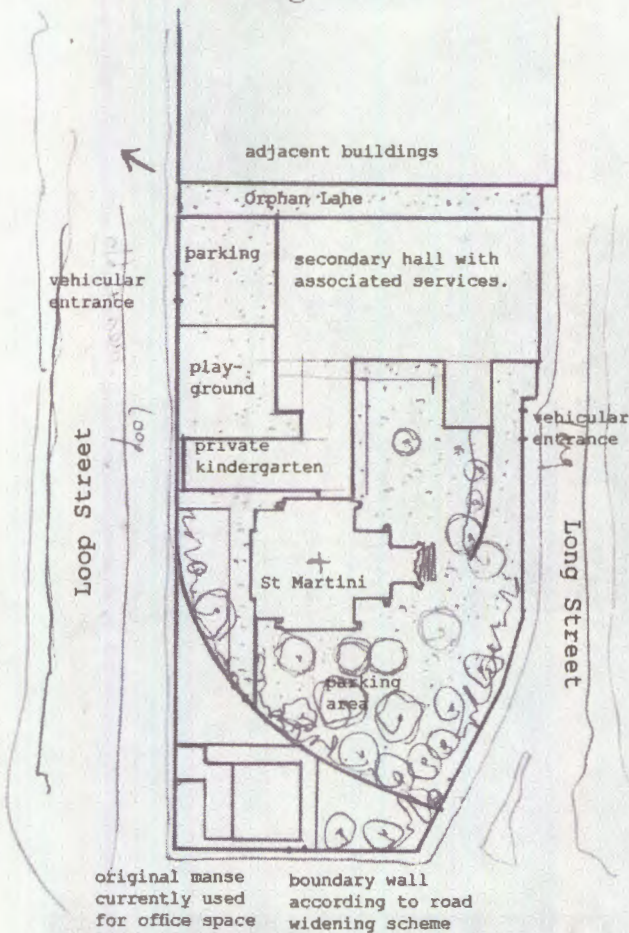 adjacent buildings
Orphan Lane
parking
secondary hall with
associated services.
vehicular
entrance
play-
ground
private
kindergarten
vehicular
entrance
Loop Street
Loop
Long
Long Street
St Martini
parking
area
original manse
currently used
for office space
boundary wall
according to road
widening scheme